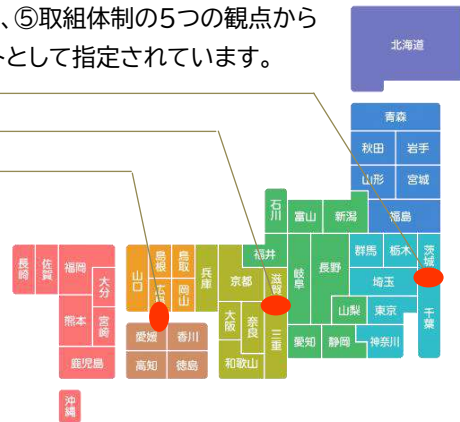 、⑤取組体制の5つの観点から
トとして指定されています。
北海道
青森
秋田 岩手
山形 宮城
福島
石川 富山 新潟
福井 岐阜 長野 群馬 栃木 茨城
埼玉
山梨 東京 千葉
愛知 静岡 神奈川
兵庫 京都 滋賀
大阪 奈良 三重
和歌山
山口 島根 鳥取
広島 岡山
愛媛 香川
高知 徳島
長崎 佐賀 福岡 大分
熊本 宮崎
鹿児島
沖縄